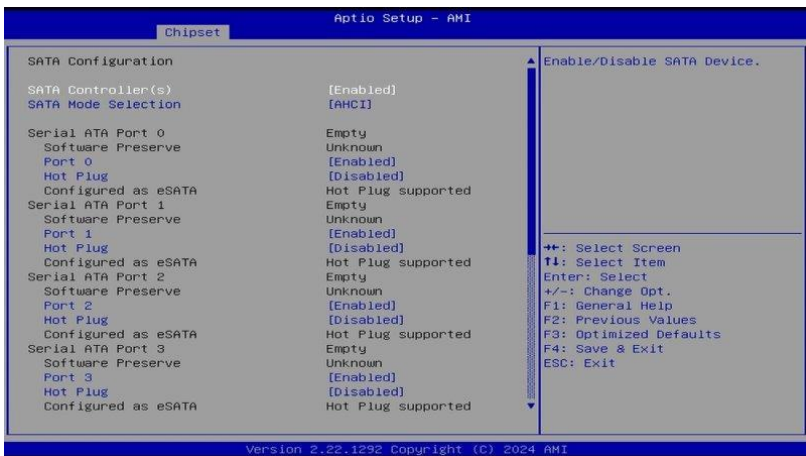 Aptio Setup – AMI
Chipset
SATA Configuration
SATA Controller(s) [Enabled]
SATA Mode Selection [AHCI]
Serial ATA Port 0 Empty
Software Preserve Unknown
Port 0 [Enabled]
Hot Plug [Disabled]
Configured as eSATA Hot Plug supported
Serial ATA Port 1 Empty
Software Preserve Unknown
Port 1 [Enabled]
Hot Plug [Disabled]
Configured as eSATA Hot Plug supported
Serial ATA Port 2 Empty
Software Preserve Unknown
Port 2 [Enabled]
Hot Plug [Disabled]
Configured as eSATA Hot Plug supported
Serial ATA Port 3 Empty
Software Preserve Unknown
Port 3 [Enabled]
Hot Plug [Disabled]
Configured as eSATA Hot Plug supported
Enable/Disable SATA Device.
→←: Select Screen
↑↓: Select Item
Enter: Select
+/-: Change Opt.
F1: General Help
F2: Previous Values
F3: Optimized Defaults
F4: Save & Exit
ESC: Exit
Version 2.22.1292 Copyright (C) 2024 AMI